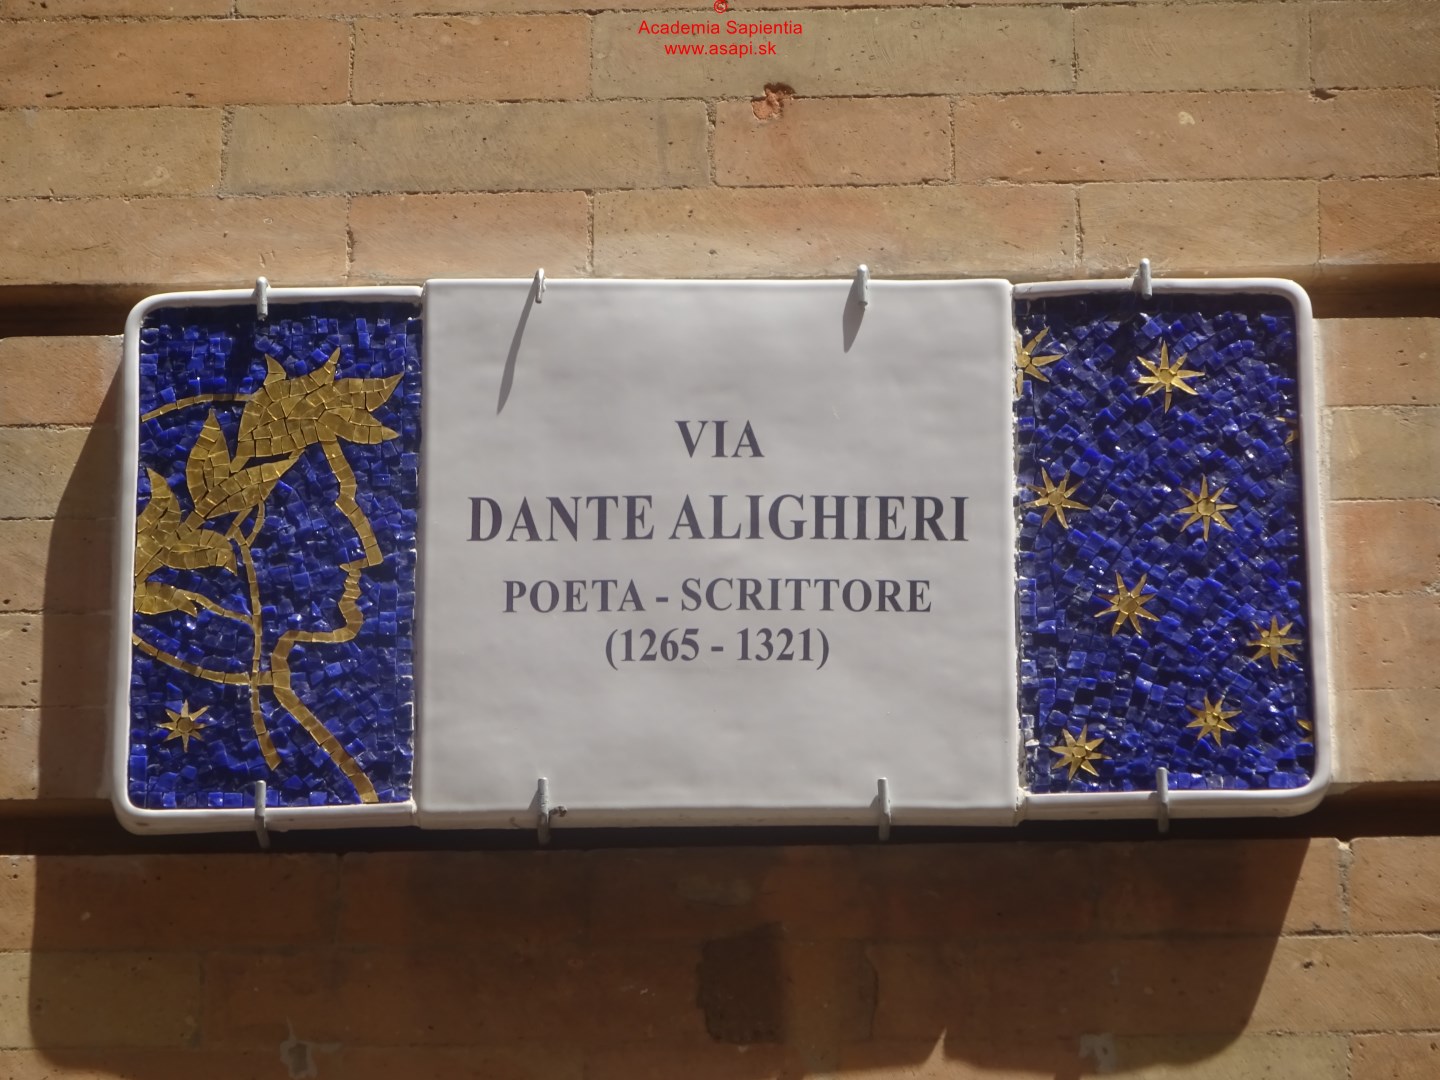 ©
Academia Sapientia
www.asapi.sk
VIA
DANTE ALIGHIERI
POETA - SCRITTORE
(1265 - 1321)